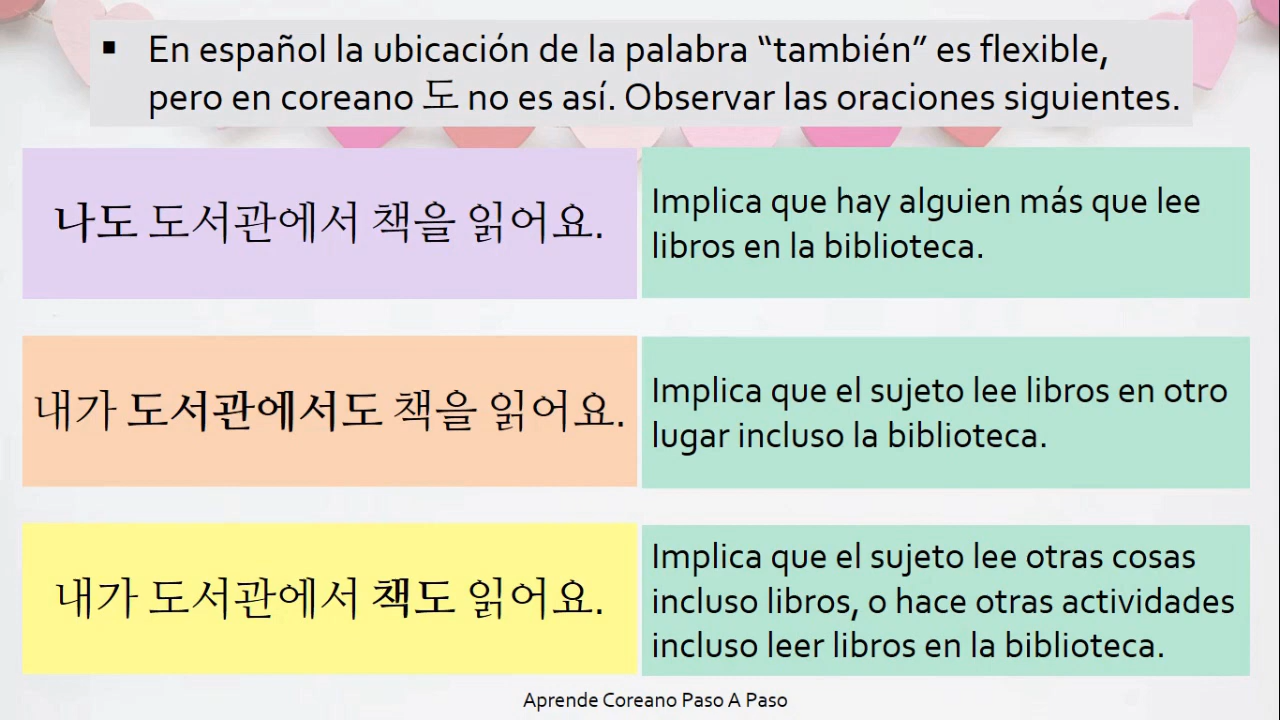 ▪ En español la ubicación de la palabra “también” es flexible,
pero en coreano 도 no es así. Observar las oraciones siguientes.
나도 도서관에서 책을 읽어요.
Implica que hay alguien más que lee
libros en la biblioteca.
내가 도서관에서도 책을 읽어요.
Implica que el sujeto lee libros en otro
lugar incluso la biblioteca.
내가 도서관에서 책도 읽어요.
Implica que el sujeto lee otras cosas
incluso libros, o hace otras actividades
incluso leer libros en la biblioteca.
Aprende Coreano Paso A Paso